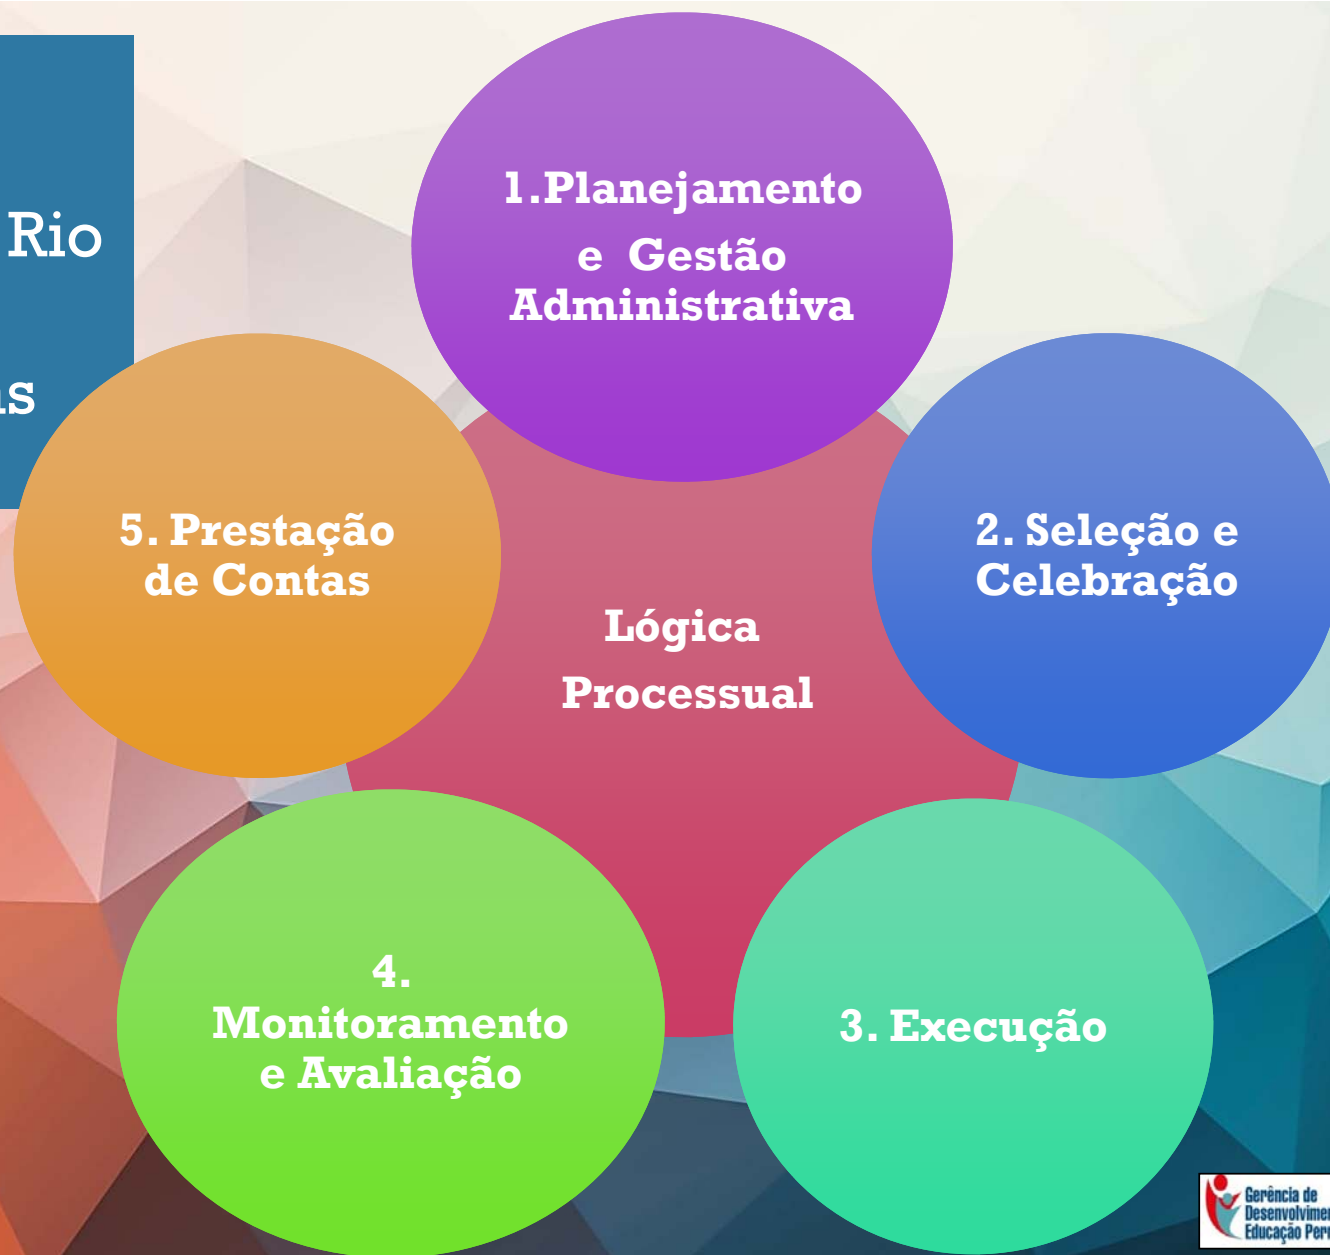 Rio
1.Planejamento
e Gestão
Administrativa
5. Prestação
de Contas
2. Seleção e
Celebração
Lógica
Processual
4.
Monitoramento
e Avaliação
3. Execução
Gerência de
Educação